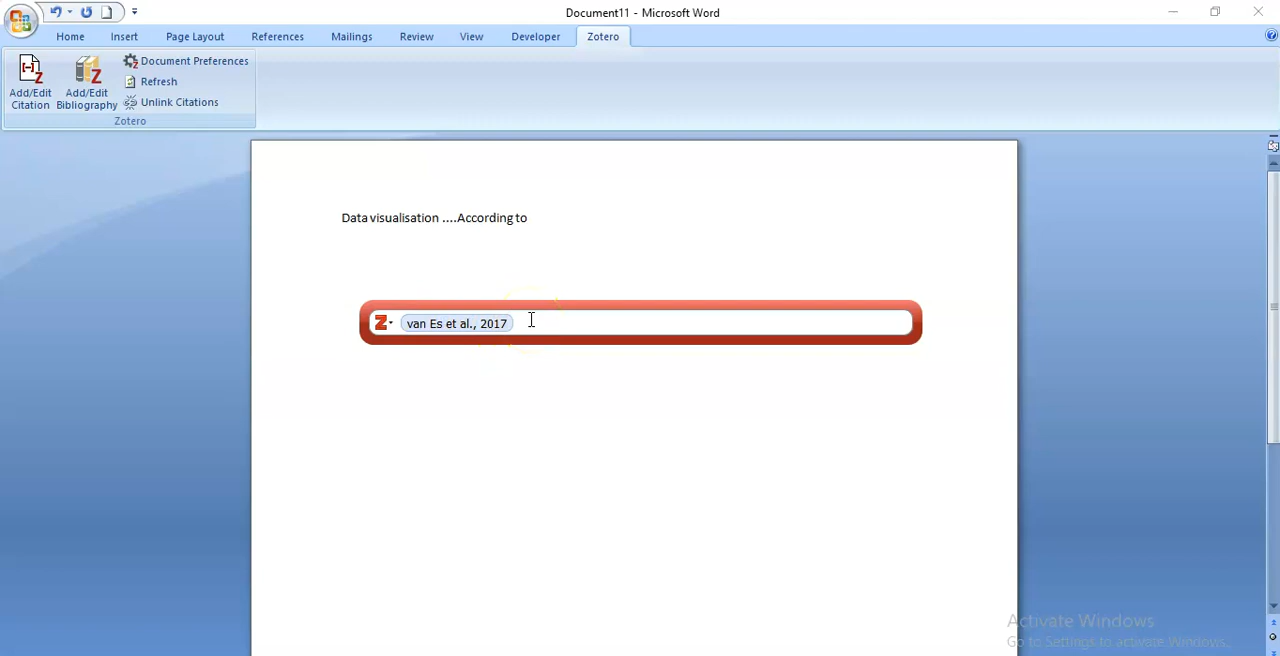 Document11 - Microsoft Word
Home Insert Page Layout References Mailings Review View Developer Zotero
Add/Edit Citation
Add/Edit Bibliography
Document Preferences
Refresh
Unlink Citations
Zotero
Data visualisation ....According to
Z van Es et al., 2017
Activate Windows
Go to Settings to activate Windows.